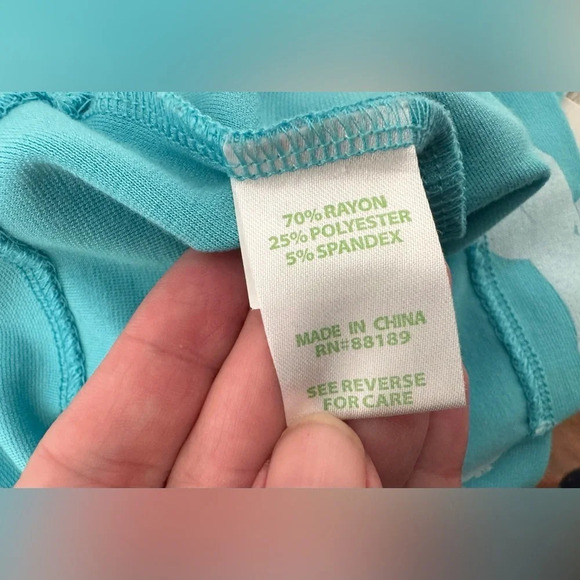 70% RAYON
25% POLYESTER
5% SPANDEX
MADE IN CHINA
RN#88189
SEE REVERSE
FOR CARE